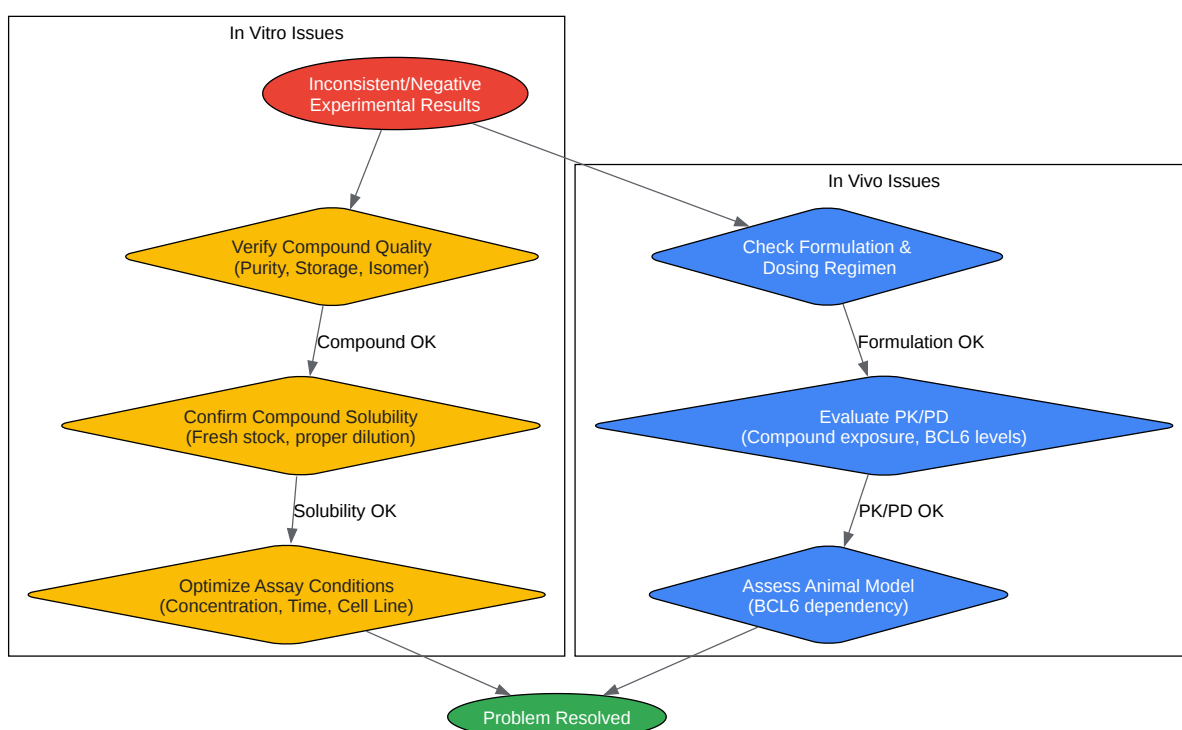 In Vitro Issues
Inconsistent/Negative
Experimental Results
In Vivo Issues
Verify Compound Quality
(Purity, Storage, Isomer)
Check Formulation &
Dosing Regimen
Compound OK
Formulation OK
Confirm Compound Solubility
(Fresh stock, proper dilution)
Evaluate PK/PD
(Compound exposure, BCL6 levels)
Solubility OK
PK/PD OK
Optimize Assay Conditions
(Concentration, Time, Cell Line)
Assess Animal Model
(BCL6 dependency)
Problem Resolved